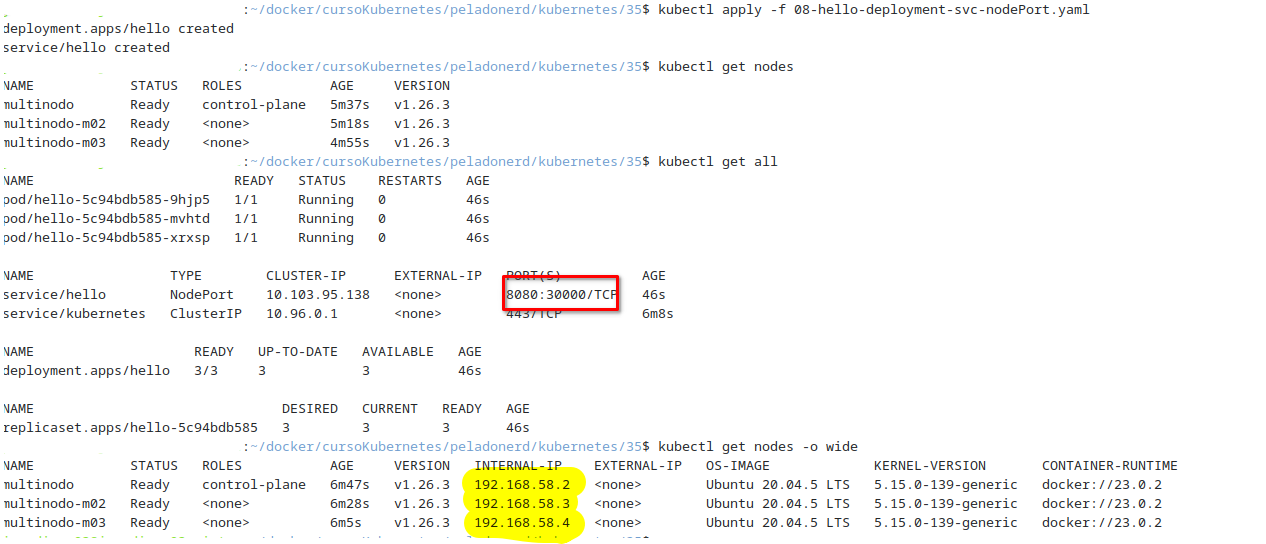 :~/docker/cursoKubernetes/peladonerd/kubernetes/35$ kubectl apply -f 08-hello-deployment-svc-nodePort.yaml
deployment.apps/hello created
service/hello created
:~/docker/cursoKubernetes/peladonerd/kubernetes/35$ kubectl get nodes
NAME STATUS ROLES AGE VERSION
multinodo Ready control-plane 5m37s v1.26.3
multinodo-m02 Ready <none> 5m18s v1.26.3
multinodo-m03 Ready <none> 4m55s v1.26.3
:~/docker/cursoKubernetes/peladonerd/kubernetes/35$ kubectl get all
NAME READY STATUS RESTARTS AGE
pod/hello-5c94bdb585-9hjp5 1/1 Running 0 46s
pod/hello-5c94bdb585-mvhtd 1/1 Running 0 46s
pod/hello-5c94bdb585-xrxsp 1/1 Running 0 46s
NAME TYPE CLUSTER-IP EXTERNAL-IP PORT(S) AGE
service/hello NodePort 10.103.95.138 <none> 8080:30000/TCP 46s
service/kubernetes ClusterIP 10.96.0.1 <none> 443/TCP 6m8s
NAME READY UP-TO-DATE AVAILABLE AGE
deployment.apps/hello 3/3 3 3 46s
NAME DESIRED CURRENT READY AGE
replicaset.apps/hello-5c94bdb585 3 3 3 46s
:~/docker/cursoKubernetes/peladonerd/kubernetes/35$ kubectl get nodes -o wide
NAME STATUS ROLES AGE VERSION INTERNAL-IP EXTERNAL-IP OS-IMAGE KERNEL-VERSION CONTAINER-RUNTIME
multinodo Ready control-plane 6m47s v1.26.3 192.168.58.2 <none> Ubuntu 20.04.5 LTS 5.15.0-139-generic docker://23.0.2
multinodo-m02 Ready <none> 6m28s v1.26.3 192.168.58.3 <none> Ubuntu 20.04.5 LTS 5.15.0-139-generic docker://23.0.2
multinodo-m03 Ready <none> 6m5s v1.26.3 192.168.58.4 <none> Ubuntu 20.04.5 LTS 5.15.0-139-generic docker://23.0.2